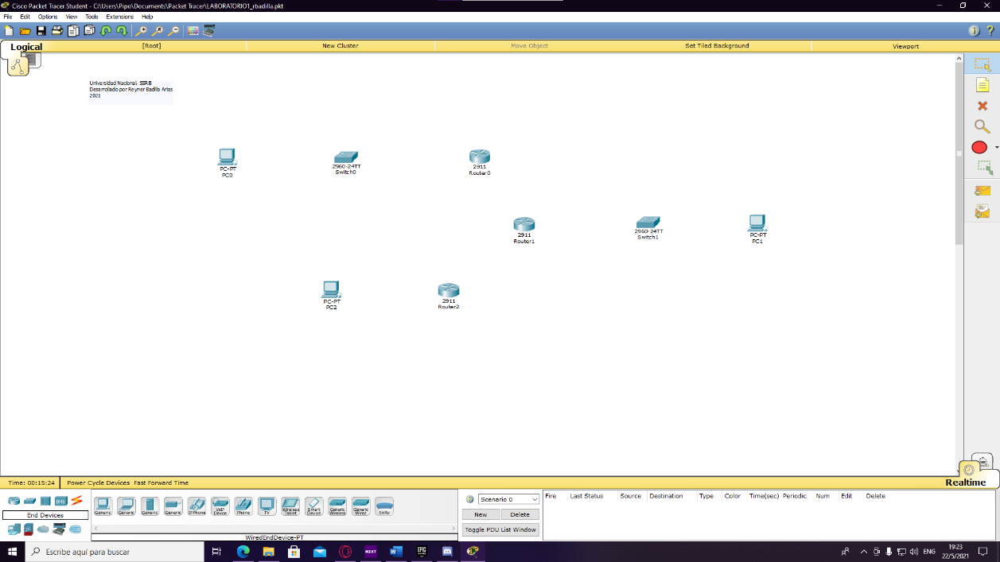 Cisco Packet Tracer Student - C:\Users\Pipo\Documents\Packet Tracer\LABORATORIO1_rbadilla.pkt
File Edit Options View Tools Extensions Help
Logical [Root] New Cluster Move Object Set Tiled Background Viewport
Universidad Nacional- SSRB
Desarrollado por Reyner Badilla Arias
2021
PC-PT
PC0
2960-24TT
Switch0
2911
Router0
2911
Router1
2960-24TT
Switch1
PC-PT
PC1
PC-PT
PC2
2911
Router2
Time: 00:15:24 Power Cycle Devices Fast Forward Time Realtime
End Devices
Generic Generic Generic Generic IPPhone VoIP Device Phone TV Wireless Tablet Smart Device Generic Wireless Generic Wired Sniffer
WiredEndDevice-PT
Scenario 0
New Delete
Toggle PDU List Window
Fire Last Status Source Destination Type Color Time(sec) Periodic Num Edit Delete
Escribe aquí para buscar
NEXT
EPIC
ENG
19:23
22/5/2021